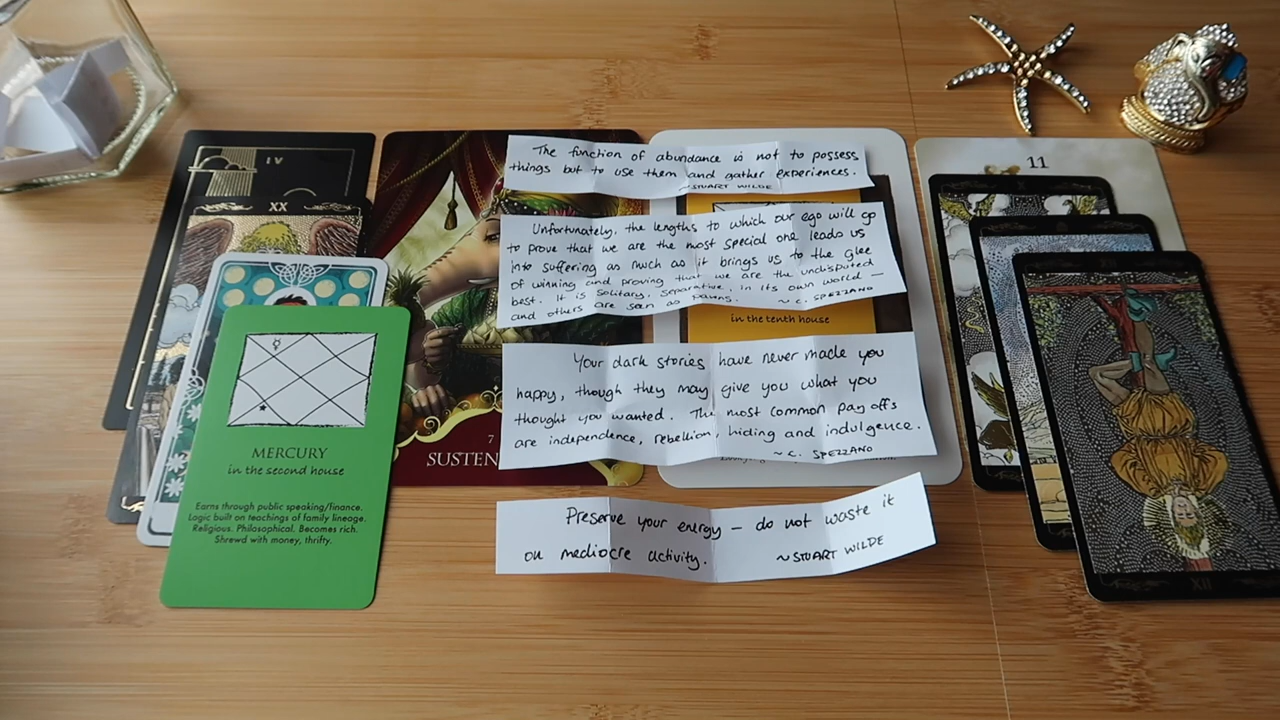 IV
XX
MERCURY
in the second house
Earns through public speaking/finance.
Logic built on teachings of family lineage.
Religious. Philosophical. Becomes rich.
Shrewd with money, thrifty.
7
SUSTEN
The function of abundance is not to possess
things but to use them and gather experiences.
~STUART WILDE
Unfortunately, the lengths to which our ego will go
to prove that we are the most special one leads us
into suffering as much as it brings us to the Glee
of winning and proving that we are the undisputed
best. It is solitary, separative, in its own world —
and others are seen as pawns. ~ C. SPEZZANO
in the tenth house
Your dark stories have never made you
happy, though they may give you what you
thought you wanted. The most common pay offs
are independence, rebellion, hiding and indulgence.
~ C. SPEZZANO
Preserve your energy — do not waste it
on mediocre activity. ~STUART WILDE
11
X
XII